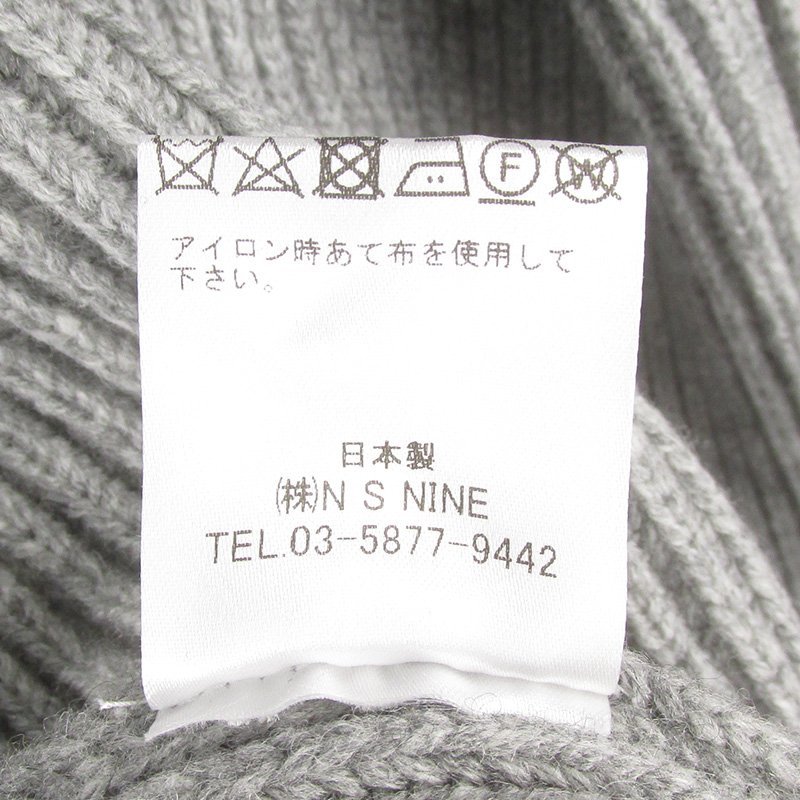 F W
アイロン時あて布を使用して
下さい。
日本製
㈱N S NINE
TEL.03-5877-9442